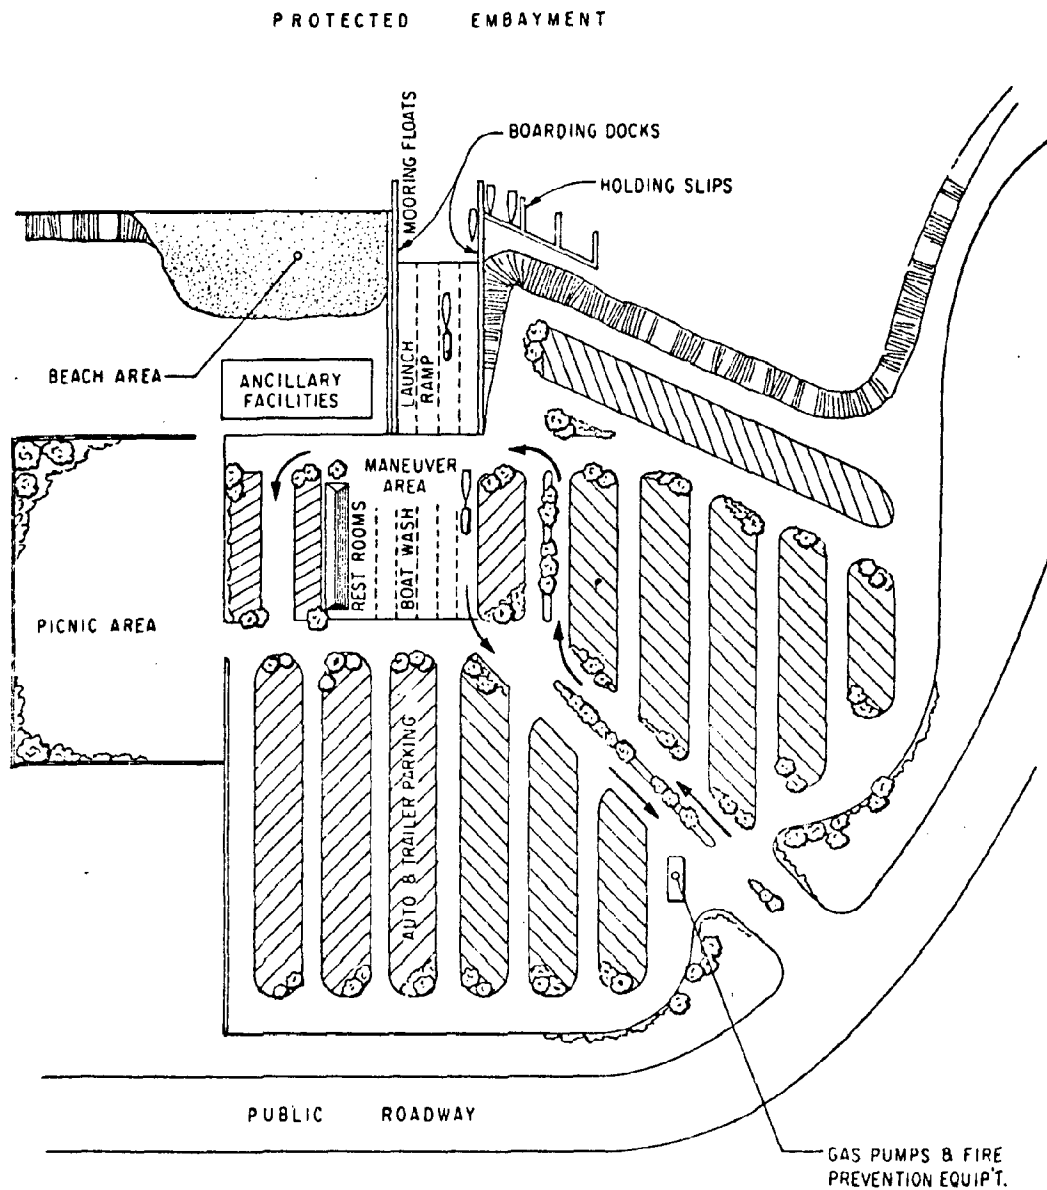 PROTECTED EMBAYMENT
MOORING FLOATS
BOARDING DOCKS
HOLDING SLIPS
BEACH AREA
ANCILLARY
FACILITIES
LAUNCH
RAMP
MANEUVER
AREA
REST ROOMS
BOAT WASH
PICNIC AREA
AUTO & TRAILER PARKING
PUBLIC ROADWAY
GAS PUMPS & FIRE
PREVENTION EQUIP'T.